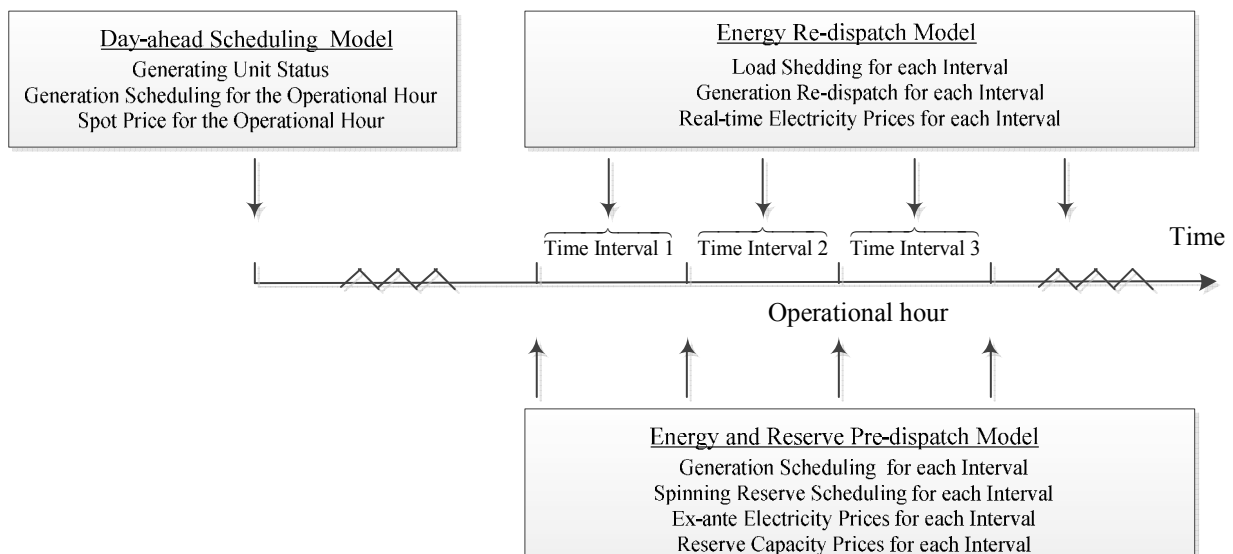 Day-ahead Scheduling Model
Generating Unit Status
Generation Scheduling for the Operational Hour
Spot Price for the Operational Hour
Energy Re-dispatch Model
Load Shedding for each Interval
Generation Re-dispatch for each Interval
Real-time Electricity Prices for each Interval
Time Interval 1
Time Interval 2
Time Interval 3
Time
Operational hour
Energy and Reserve Pre-dispatch Model
Generation Scheduling for each Interval
Spinning Reserve Scheduling for each Interval
Ex-ante Electricity Prices for each Interval
Reserve Capacity Prices for each Interval